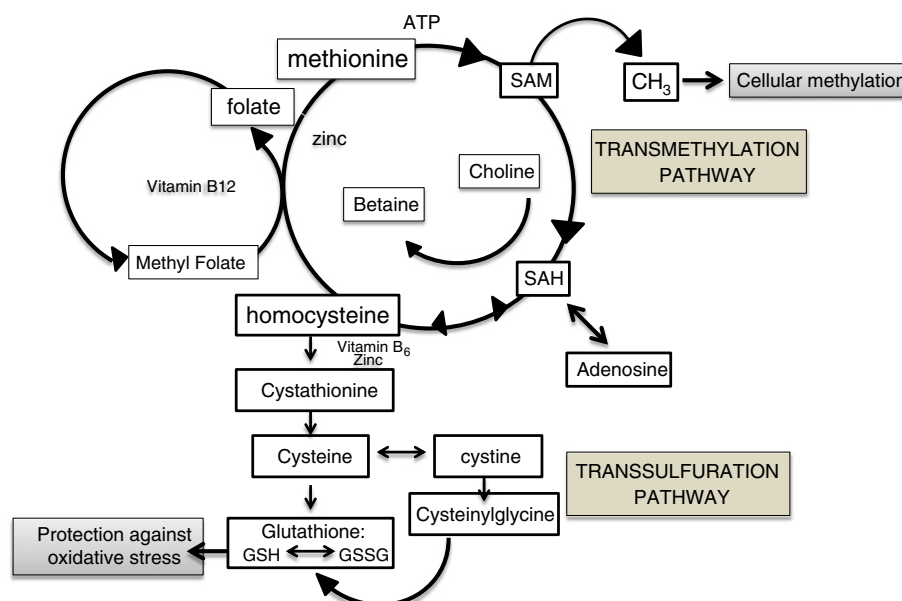 ATP
methionine
SAM
CH3
Cellular methylation
folate
zinc
TRANSMETHYLATION
PATHWAY
Choline
Vitamin B12
Betaine
Methyl Folate
SAH
homocysteine
Vitamin B6
Zinc
Adenosine
Cystathionine
Cysteine
cystine
TRANSSULFURATION
PATHWAY
Cysteinylglycine
Glutathione:
GSH
GSSG
Protection against
oxidative stress